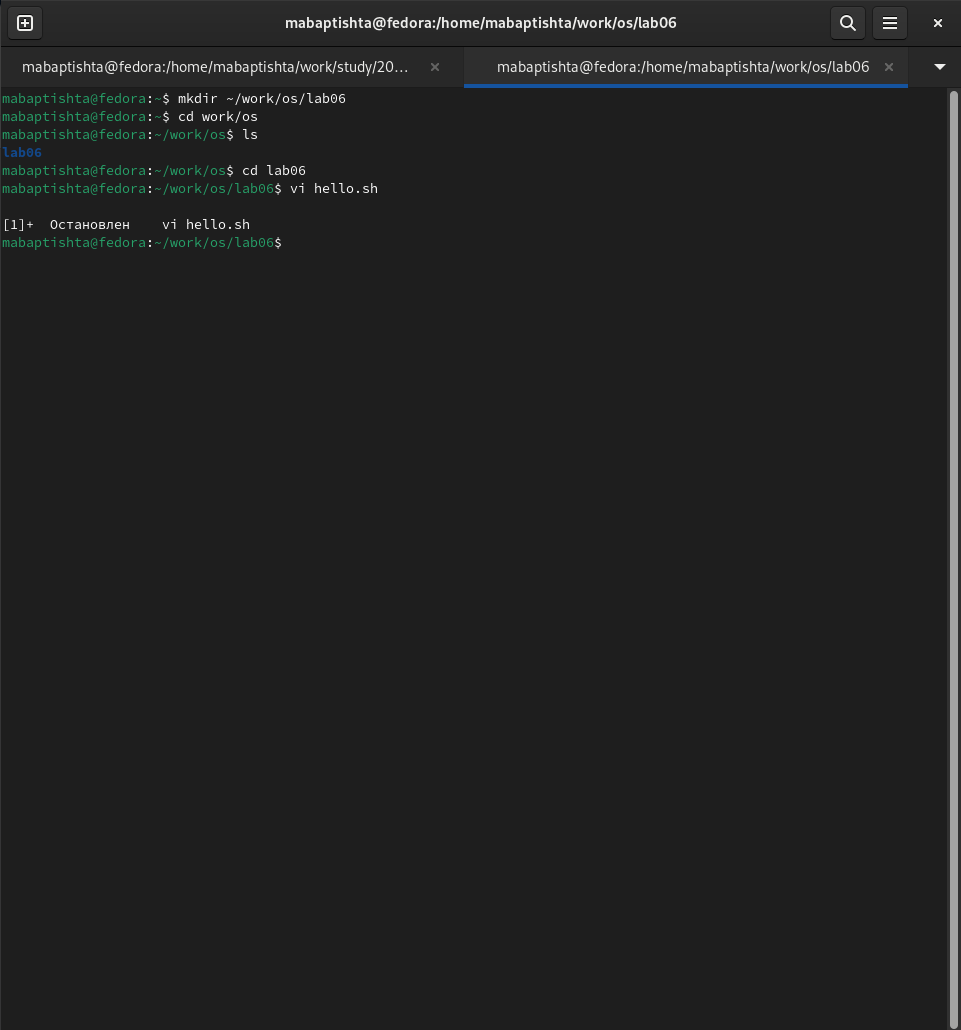 mabaptishta@fedora:/home/mabaptishta/work/os/lab06
mabaptishta@fedora:/home/mabaptishta/work/study/20... mabaptishta@fedora:/home/mabaptishta/work/os/lab06
mabaptishta@fedora:~$ mkdir ~/work/os/lab06
mabaptishta@fedora:~$ cd work/os
mabaptishta@fedora:~/work/os$ ls
lab06
mabaptishta@fedora:~/work/os$ cd lab06
mabaptishta@fedora:~/work/os/lab06$ vi hello.sh
[1]+  Остановлен    vi hello.sh
mabaptishta@fedora:~/work/os/lab06$